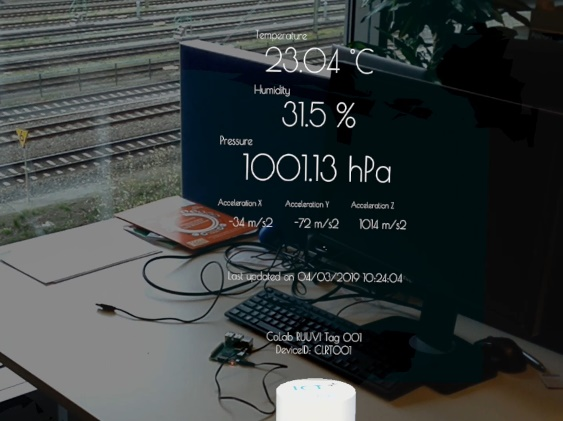 Temperature
23.04 °C
Humidity
31.5 %
Pressure
1001.13 hPa
Acceleration X Acceleration Y Acceleration Z
-34 m/s2 -72 m/s2 1014 m/s2
Last updated on 04/03/2019 10:24:04
CoLab RUUVI Tag 001
DeviceID: CLRT001